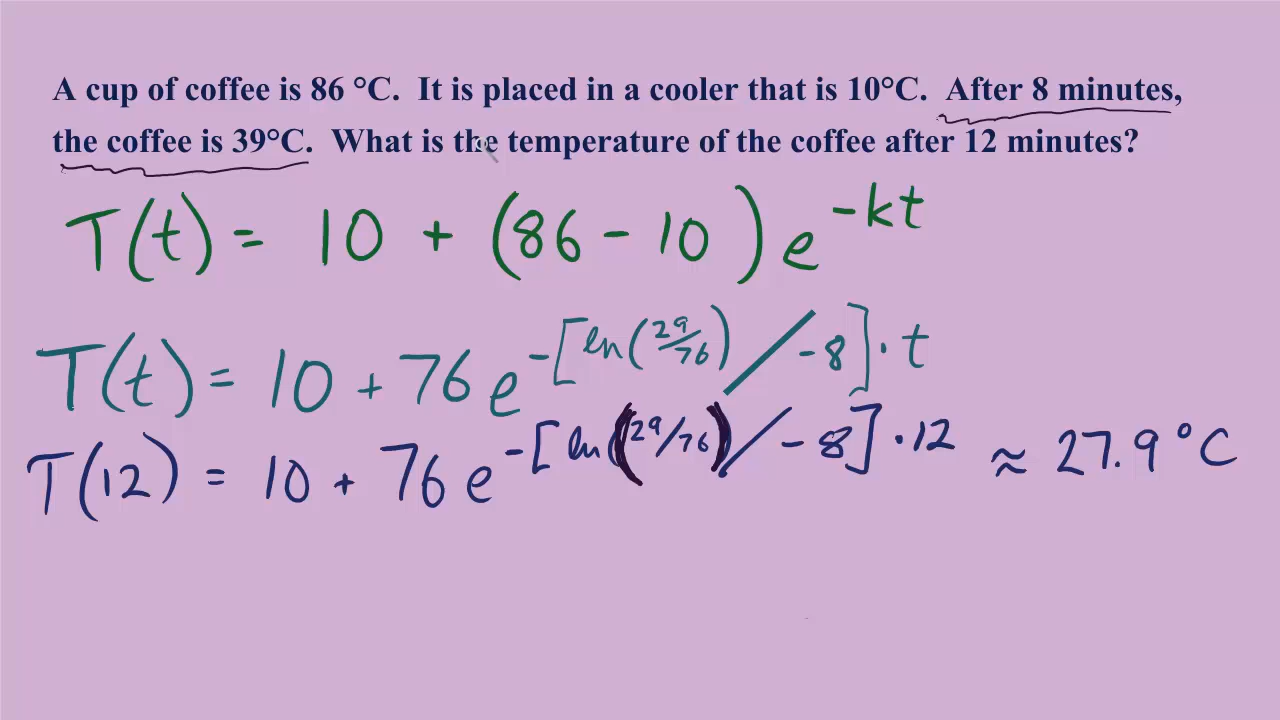 A cup of coffee is 86 °C. It is placed in a cooler that is 10°C. After 8 minutes,
the coffee is 39°C. What is the temperature of the coffee after 12 minutes?
T(t) = 10 + (86 - 10) e^-kt
T(t) = 10 + 76 e^-[ln(29/76) / -8] · t
T(12) = 10 + 76 e^-[ln(29/76) / -8] · 12 ≈ 27.9 °C